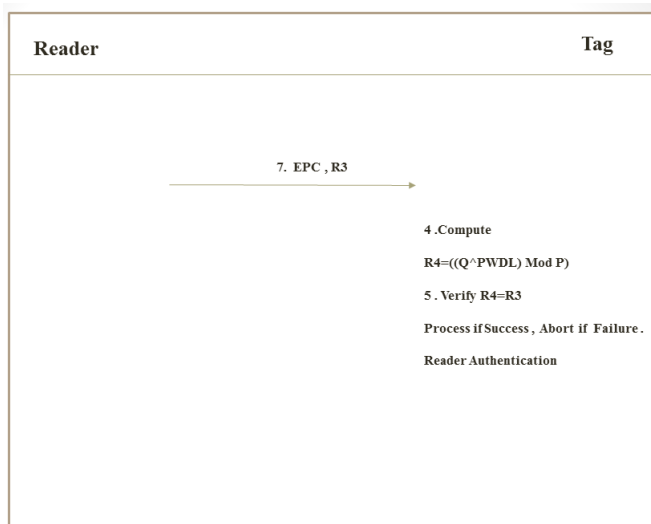 Reader
Tag
7. EPC , R3
4 .Compute
R4=((Q^PWDL) Mod P)
5 . Verify R4=R3
Process if Success , Abort if Failure .
Reader Authentication